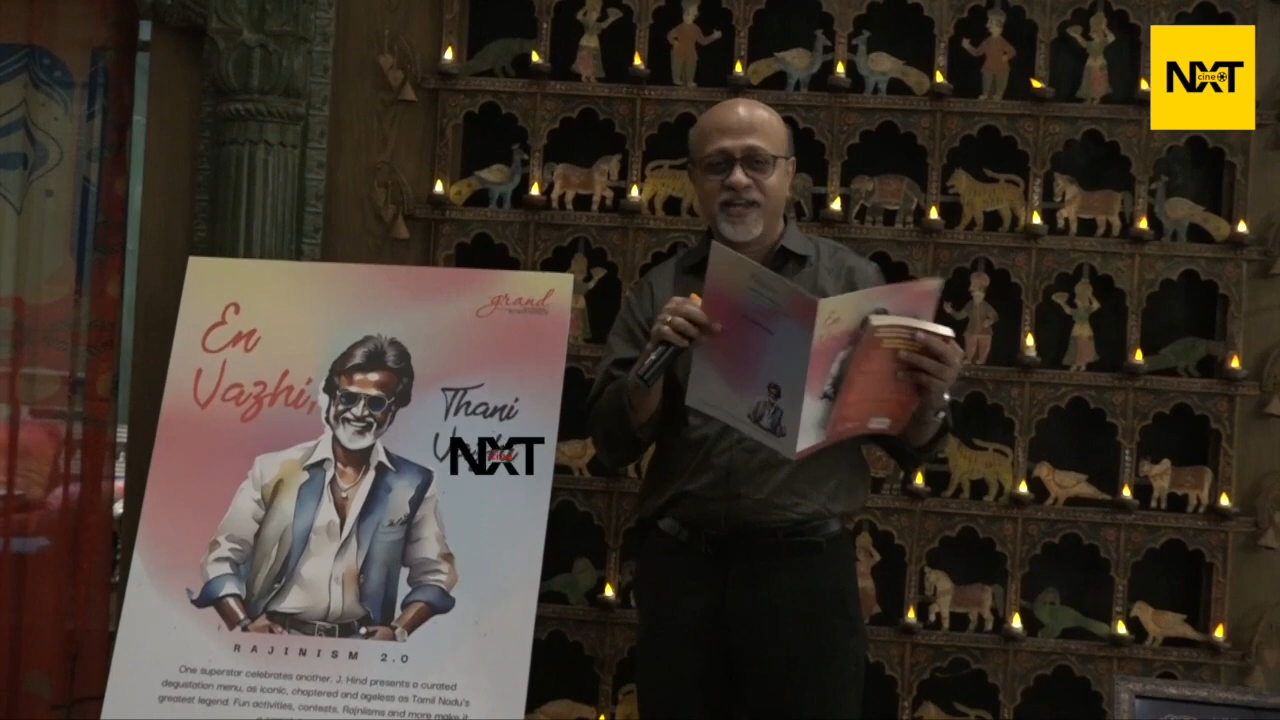 NXT
cine
grand
En
Vazhi,
Thani
NXT
RAJINISM 2.0
One superstar celebrates another. J. Hind presents a curated
degustation menu, as iconic, chaptered and ageless as Tamil Nadu's
greatest legend. Fun activities, contests, Rajniisms and more make it